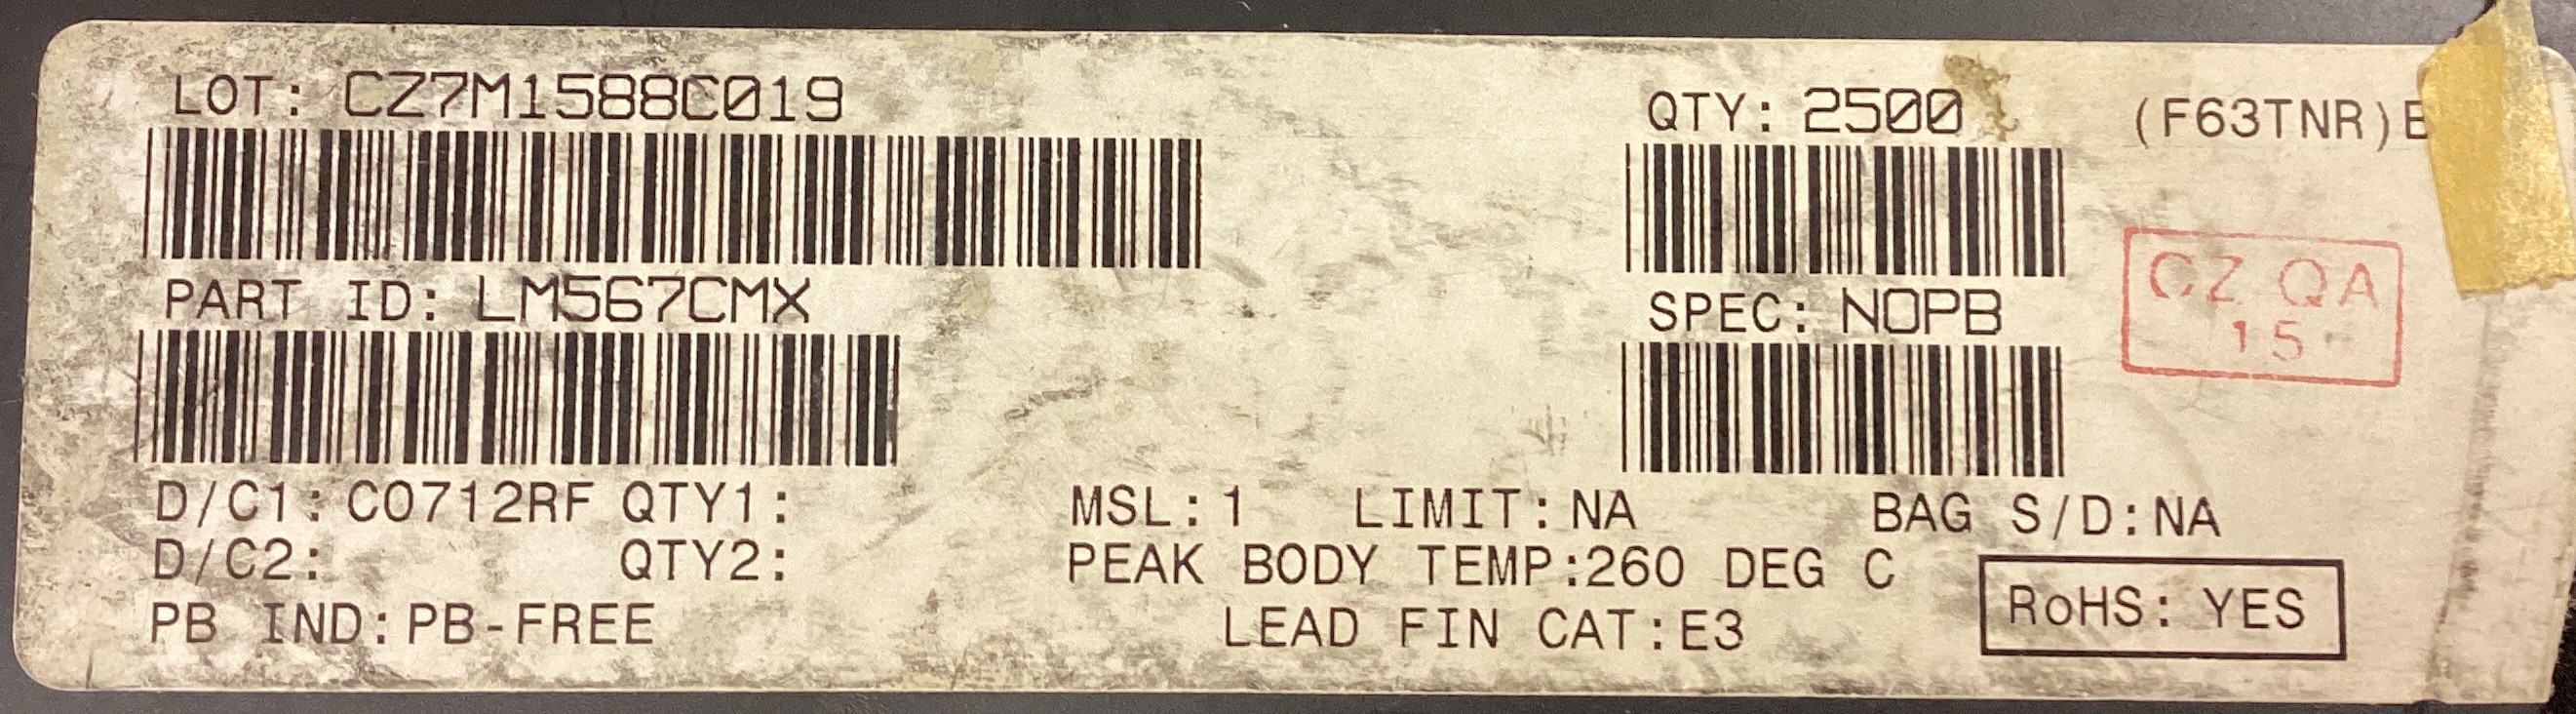 LOT: CZ7M1588C019
QTY: 2500
(F63TNR)
PART ID: LM567CMX
SPEC: NOPB
CZ QA
15
D/C1: C0712RF QTY1:
MSL:1 LIMIT:NA BAG S/D:NA
D/C2: QTY2:
PEAK BODY TEMP:260 DEG C
PB IND:PB-FREE
LEAD FIN CAT:E3
RoHS: YES